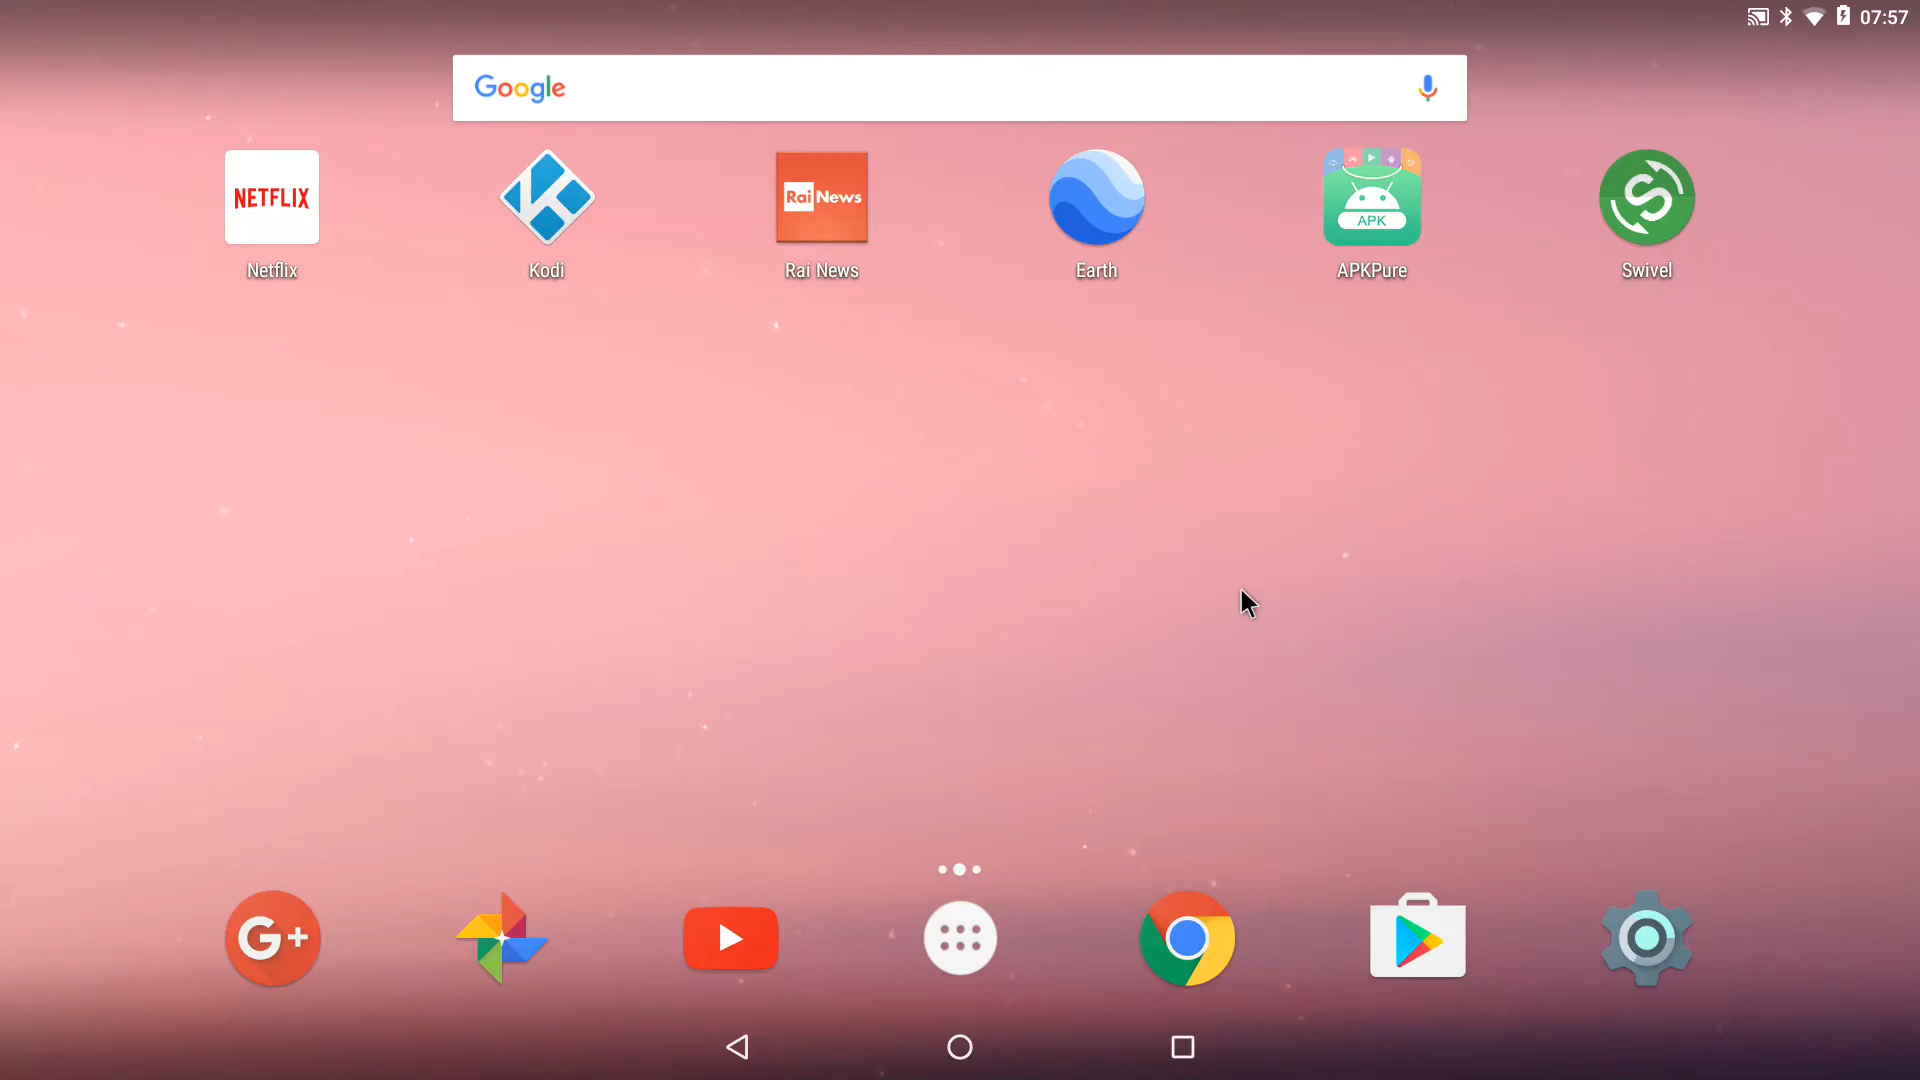 07:57
Google
NETFLIX
Rai News
APK
S
Netflix
Kodi
Rai News
Earth
APKPure
Swivel
G+